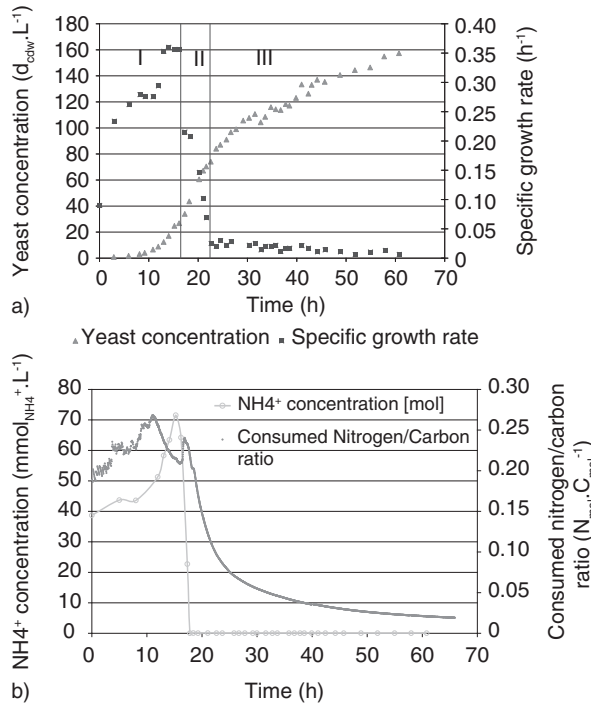 Yeast concentration (d_cdw.L⁻¹)
180
160
140
120
100
80
60
40
20
0
I
II
III
0.40
0.35
0.30
0.25
0.20
0.15
0.10
0.05
0
Specific growth rate (h⁻¹)
0 10 20 30 40 50 60 70
Time (h)
a)
Yeast concentration Specific growth rate
NH4⁺ concentration (mmol_NH4⁺.L⁻¹)
80
70
60
50
40
30
20
10
0
NH4⁺ concentration [mol]
Consumed Nitrogen/Carbon
ratio
0.30
0.25
0.20
0.15
0.10
0.05
0
Consumed nitrogen/carbon
ratio (N_mol.C_mol⁻¹)
0 10 20 30 40 50 60 70
Time (h)
b)